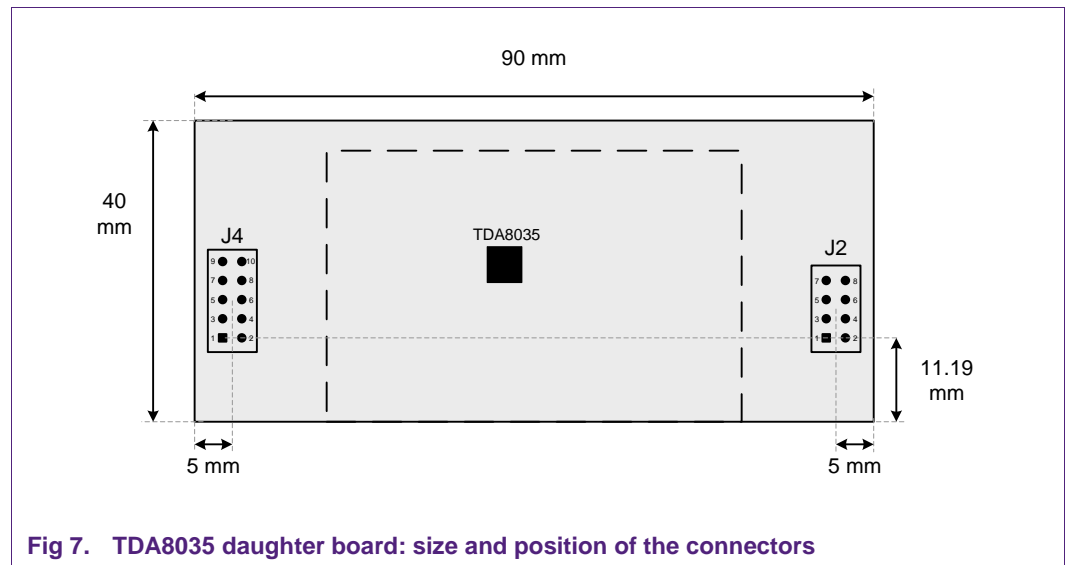 90 mm
40
mm
J4
9 10
7 8
5 6
3 4
1 2
TDA8035
J2
7 8
5 6
3 4
1 2
11.19
mm
5 mm
5 mm
Fig 7. TDA8035 daughter board: size and position of the connectors